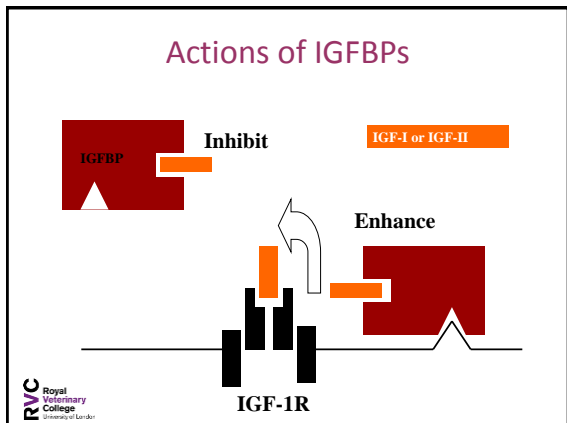 Actions of IGFBPs
Inhibit
IGF-I or IGF-II
IGFBP
Enhance
IGF-1R
RVC
Royal
Veterinary
College
University of London